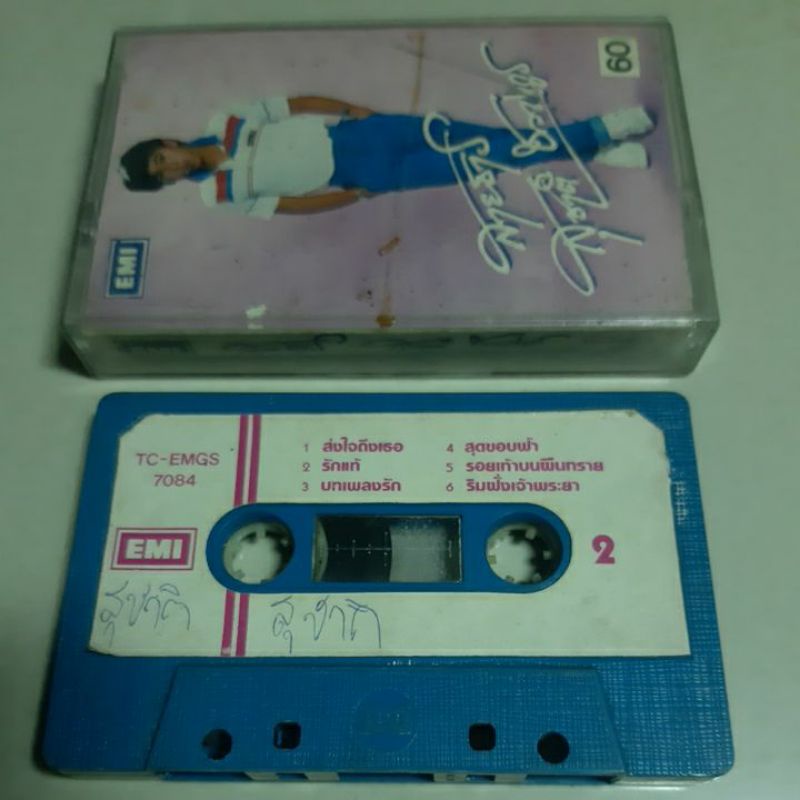 60
EMI
TC-EMGS
7084
1 ส่งใจถึงเธอ
2 รักแท้
3 บทเพลงรัก
4 สุดขอบฟ้า
5 รอยเท้าบนผืนทราย
6 ริมฝั่งเจ้าพระยา
EMI
2
สุชาติ
สุชาติ
EMI